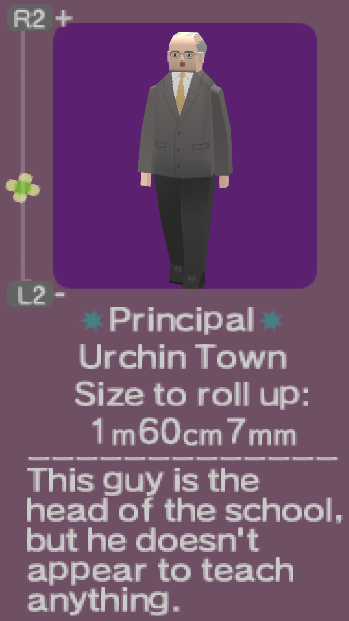 R2 +
L2 -
Principal
Urchin Town
Size to roll up:
1m60cm7mm
This guy is the
head of the school,
but he doesn't
appear to teach
anything.